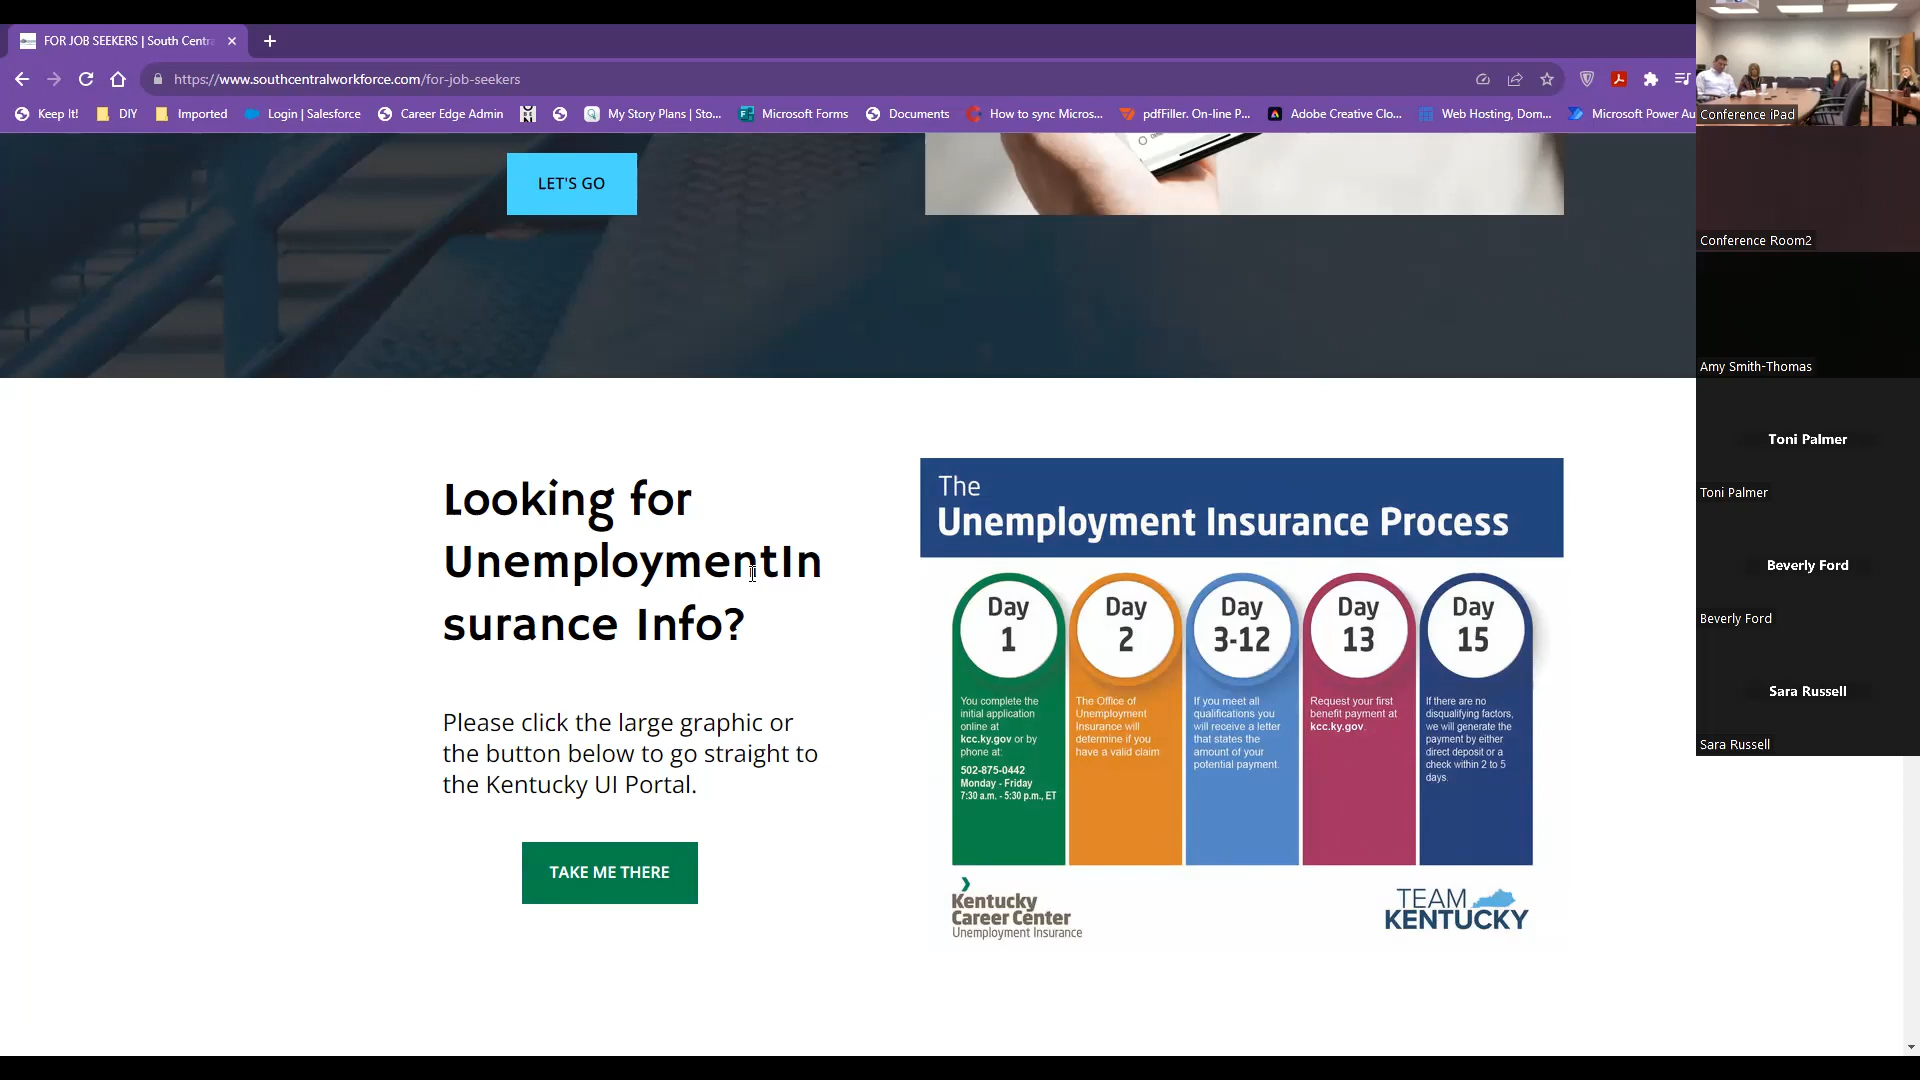 FOR JOB SEEKERS | South Centra
https://www.southcentralworkforce.com/for-job-seekers
Keep It!
DIY
Imported
Login | Salesforce
Career Edge Admin
My Story Plans | Sto...
Microsoft Forms
Documents
How to sync Micros...
pdfFiller. On-line P...
Adobe Creative Clo...
Web Hosting, Dom...
Microsoft Power Au
LET'S GO
Looking for
UnemploymentIn
surance Info?
Please click the large graphic or
the button below to go straight to
the Kentucky UI Portal.
TAKE ME THERE
The
Unemployment Insurance Process
Day
1
You complete the
initial application
online at
kcc.ky.gov or by
phone at:
502-875-0442
Monday - Friday
7:30 a.m. - 5:30 p.m., ET
Day
2
The Office of
Unemployment
Insurance will
determine if you
have a valid claim
Day
3-12
If you meet all
qualifications you
will receive a letter
that states the
amount of your
potential payment.
Day
13
Request your first
benefit payment at
kcc.ky.gov.
Day
15
If there are no
disqualifying factors,
we will generate the
payment by either
direct deposit or a
check within 2 to 5
days.
Kentucky
Career Center
Unemployment Insurance
TEAM
KENTUCKY
Conference iPad
Conference Room2
Amy Smith-Thomas
Toni Palmer
Toni Palmer
Beverly Ford
Beverly Ford
Sara Russell
Sara Russell